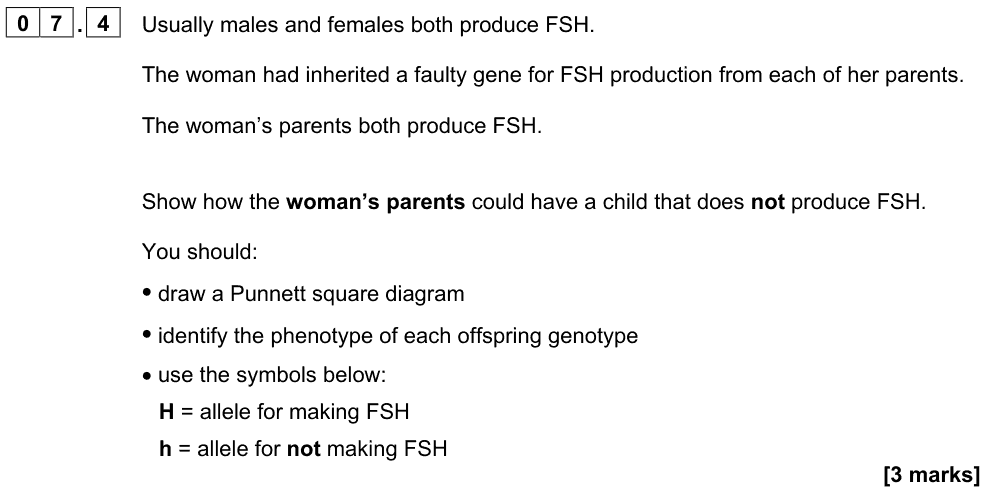 0 7 . 4 Usually males and females both produce FSH.
The woman had inherited a faulty gene for FSH production from each of her parents.
The woman's parents both produce FSH.
Show how the woman's parents could have a child that does not produce FSH.
You should:
• draw a Punnett square diagram
• identify the phenotype of each offspring genotype
• use the symbols below:
H = allele for making FSH
h = allele for not making FSH
[3 marks]